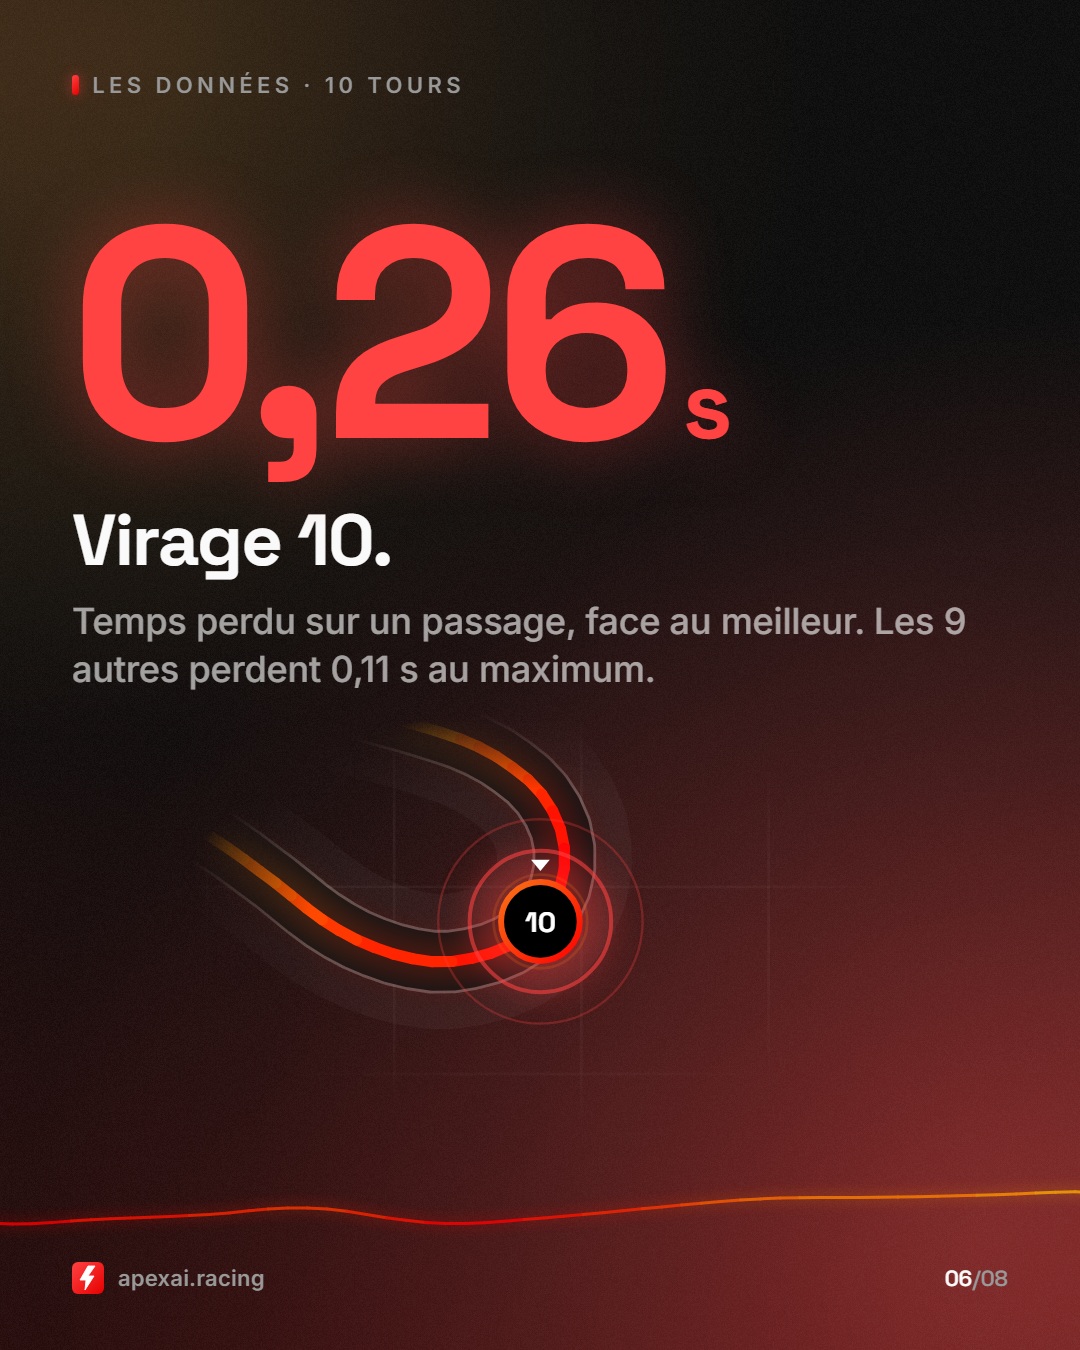 LES DONNÉES · 10 TOURS
0,26 s
Virage 10.
Temps perdu sur un passage, face au meilleur. Les 9
autres perdent 0,11 s au maximum.
10
apexai.racing
06/08